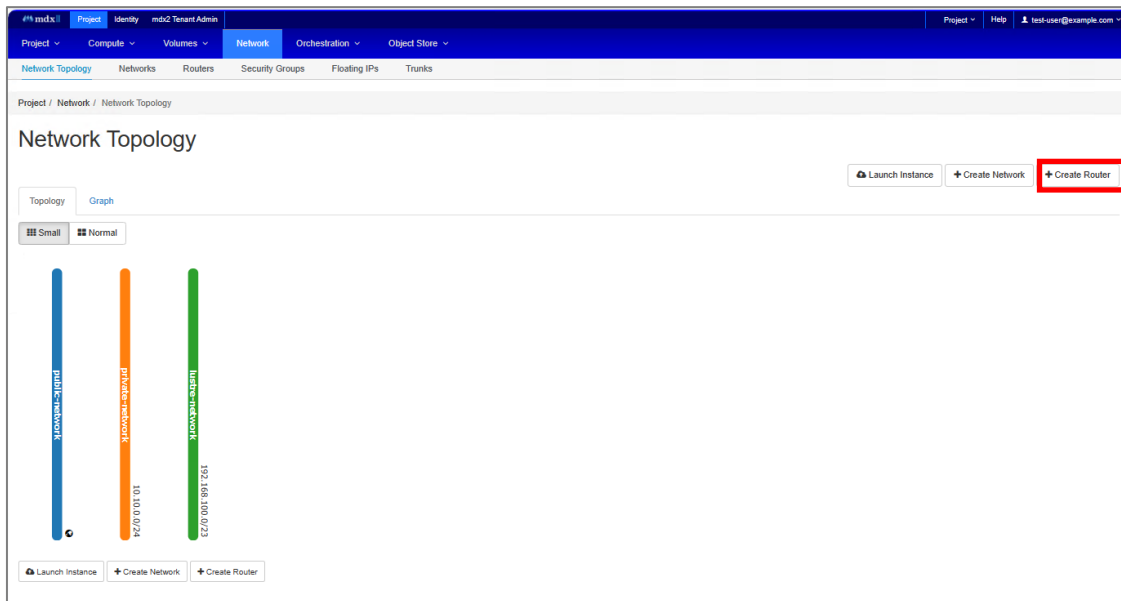 mdx II Project Identity mdx2 Tenant Admin Project Help test-user@example.com
Project Compute Volumes Network Orchestration Object Store
Network Topology Networks Routers Security Groups Floating IPs Trunks
Project / Network / Network Topology
Network Topology
Launch Instance + Create Network + Create Router
Topology Graph
Small Normal
public-network
private-network
10.10.0.0/24
lustre-network
192.168.100.0/23
Launch Instance + Create Network + Create Router